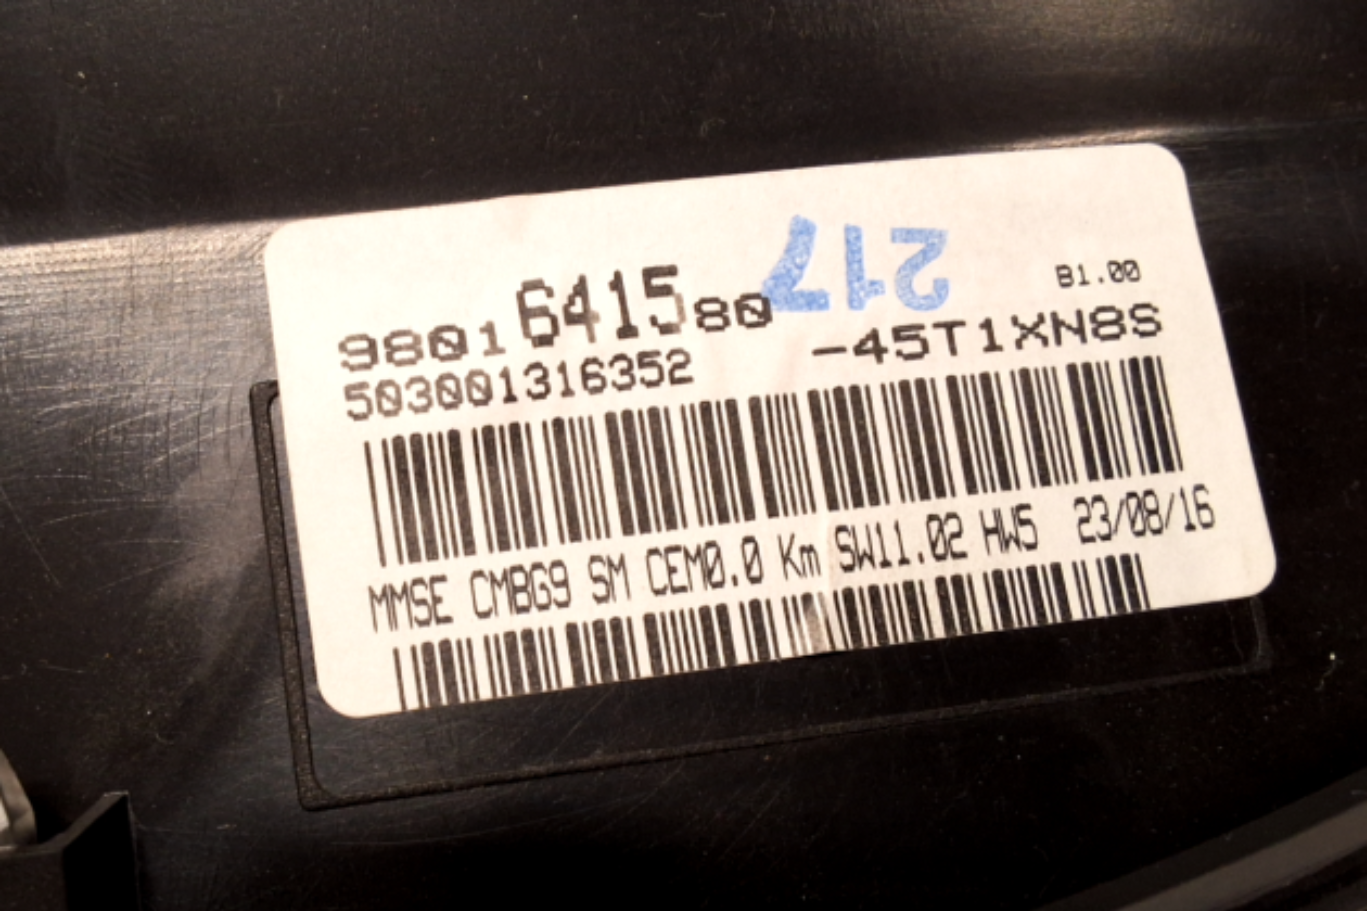 217
B1.00
9801641580 -45T1XN8S
503001316352
MMSE CMBG9 SM CEM0.0 Km SW11.02 HW5 23/08/16